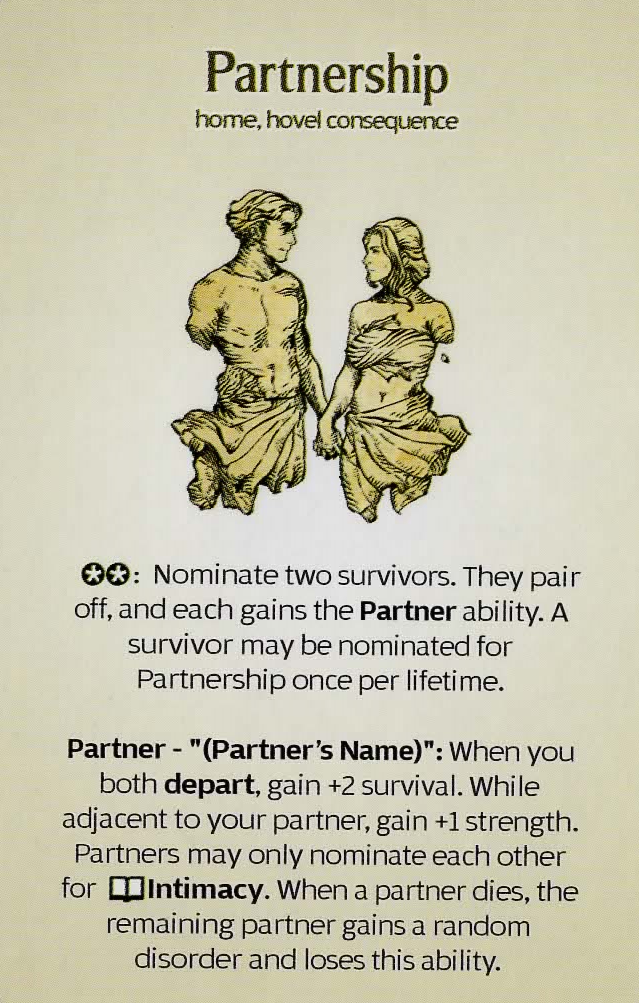 Partnership
home, hovel consequence
✪✪: Nominate two survivors. They pair
off, and each gains the Partner ability. A
survivor may be nominated for
Partnership once per lifetime.
Partner - "(Partner's Name)": When you
both depart, gain +2 survival. While
adjacent to your partner, gain +1 strength.
Partners may only nominate each other
for 📖Intimacy. When a partner dies, the
remaining partner gains a random
disorder and loses this ability.